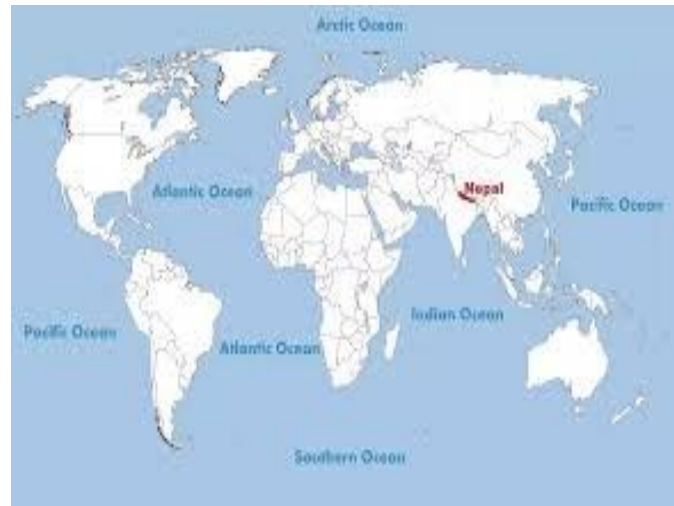 Arctic Ocean
Atlantic Ocean
Nepal
Pacific Ocean
Indian Ocean
Pacific Ocean
Atlantic Ocean
Southern Ocean